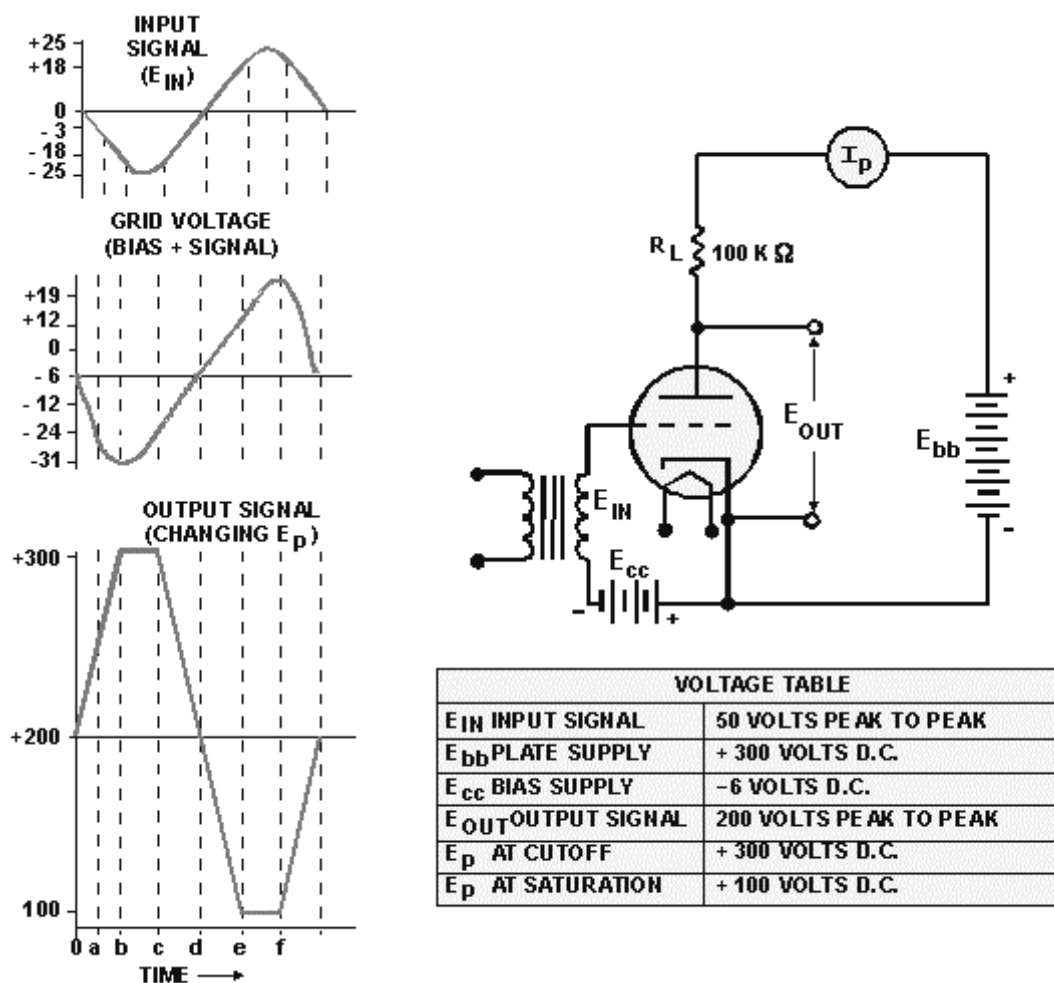 INPUT
SIGNAL
(E IN)
+25
+18
0
- 3
- 18
- 25
GRID VOLTAGE
(BIAS + SIGNAL)
+19
+12
0
- 6
-12
-24
-31
OUTPUT SIGNAL
(CHANGING Ep)
+300
+200
100
0 a b c d e f
TIME
Ip
RL 100 K Ω
EOUT
Ebb
+
-
EIN
Ecc
-
+
VOLTAGE TABLE
EIN INPUT SIGNAL 50 VOLTS PEAK TO PEAK
Ebb PLATE SUPPLY + 300 VOLTS D.C.
Ecc BIAS SUPPLY –6 VOLTS D.C.
EOUT OUTPUT SIGNAL 200 VOLTS PEAK TO PEAK
Ep AT CUTOFF + 300 VOLTS D.C.
Ep AT SATURATION + 100 VOLTS D.C.